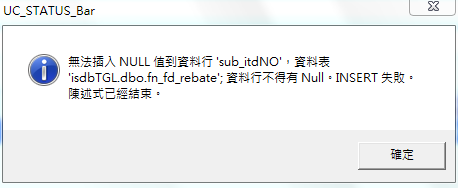 UC_STATUS_Bar
無法插入 NULL 值到資料行 'sub_itdNO'，資料表
'isdbTGL.dbo.fn_fd_rebate'; 資料行不得有 Null。INSERT 失敗。
陳述式已經結束。
確定